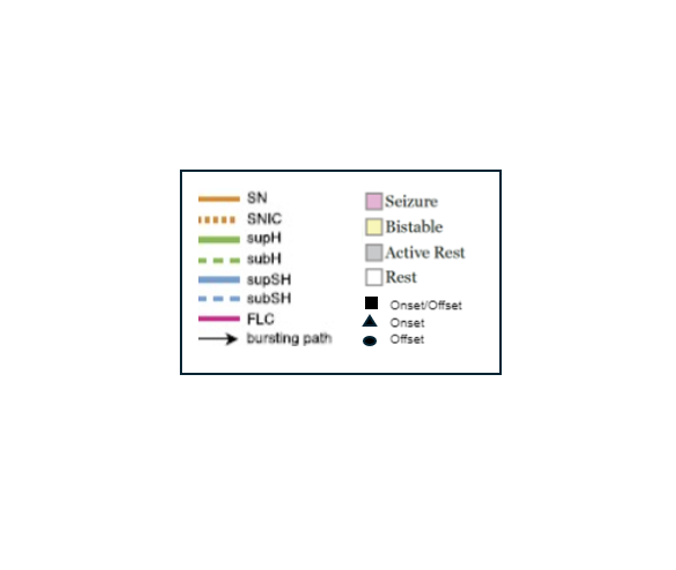 SN
SNIC
supH
subH
supSH
subSH
FLC
bursting path
Seizure
Bistable
Active Rest
Rest
Onset/Offset
Onset
Offset